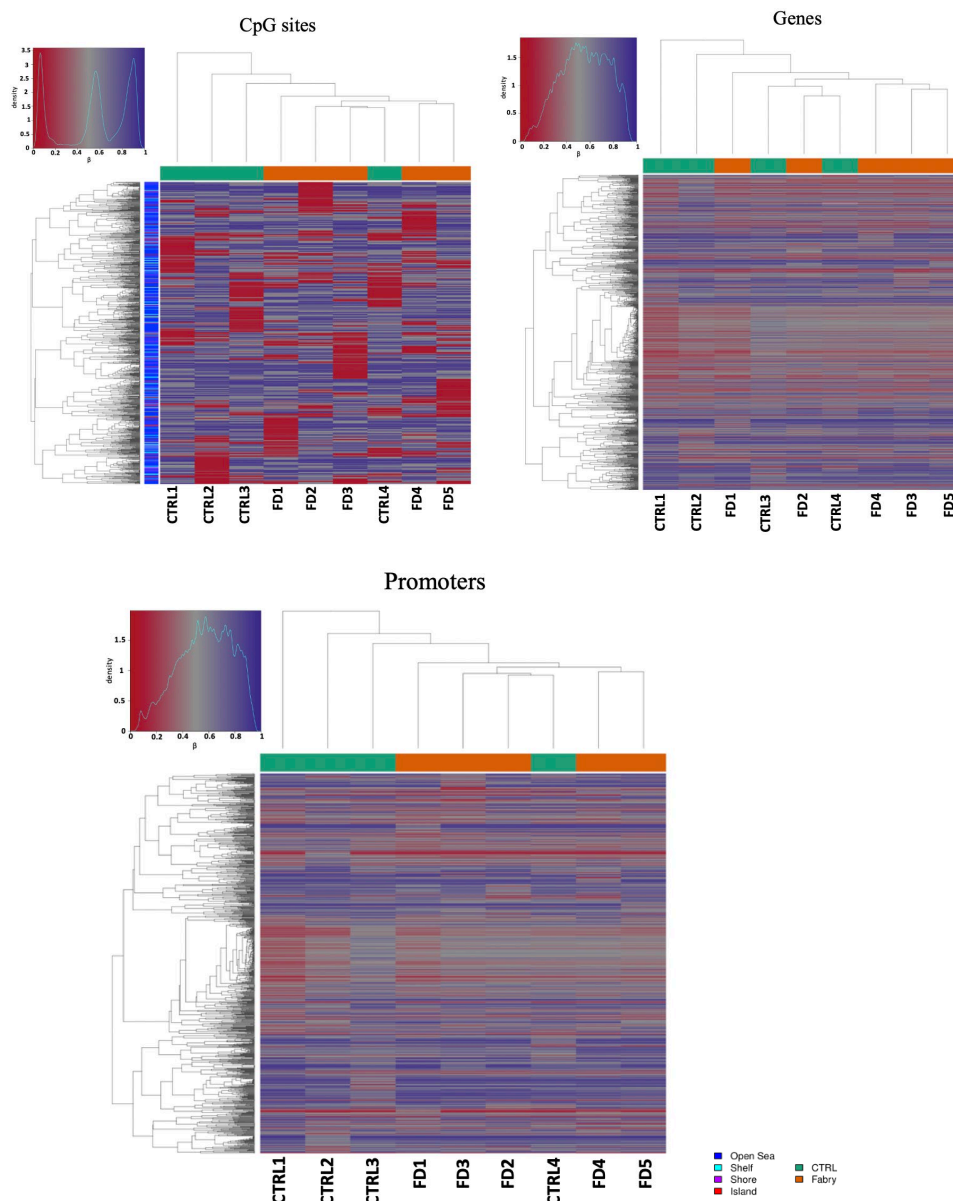 CpG sites
3.5
3
2.5
2
1.5
1
0.5
0
density
0 0.2 0.4 0.6 0.8 1
β
CTRL1 CTRL2 CTRL3 FD1 FD2 FD3 CTRL4 FD4 FD5
Genes
1.5
1
0.5
0
density
0 0.2 0.4 0.6 0.8 1
β
CTRL1 CTRL2 FD1 CTRL3 FD2 CTRL4 FD4 FD3 FD5
Promoters
1.5
1
0.5
0
density
0 0.2 0.4 0.6 0.8 1
β
CTRL1 CTRL2 CTRL3 FD1 FD3 FD2 CTRL4 FD4 FD5
Open Sea
Shelf
Shore
Island
CTRL
Fabry